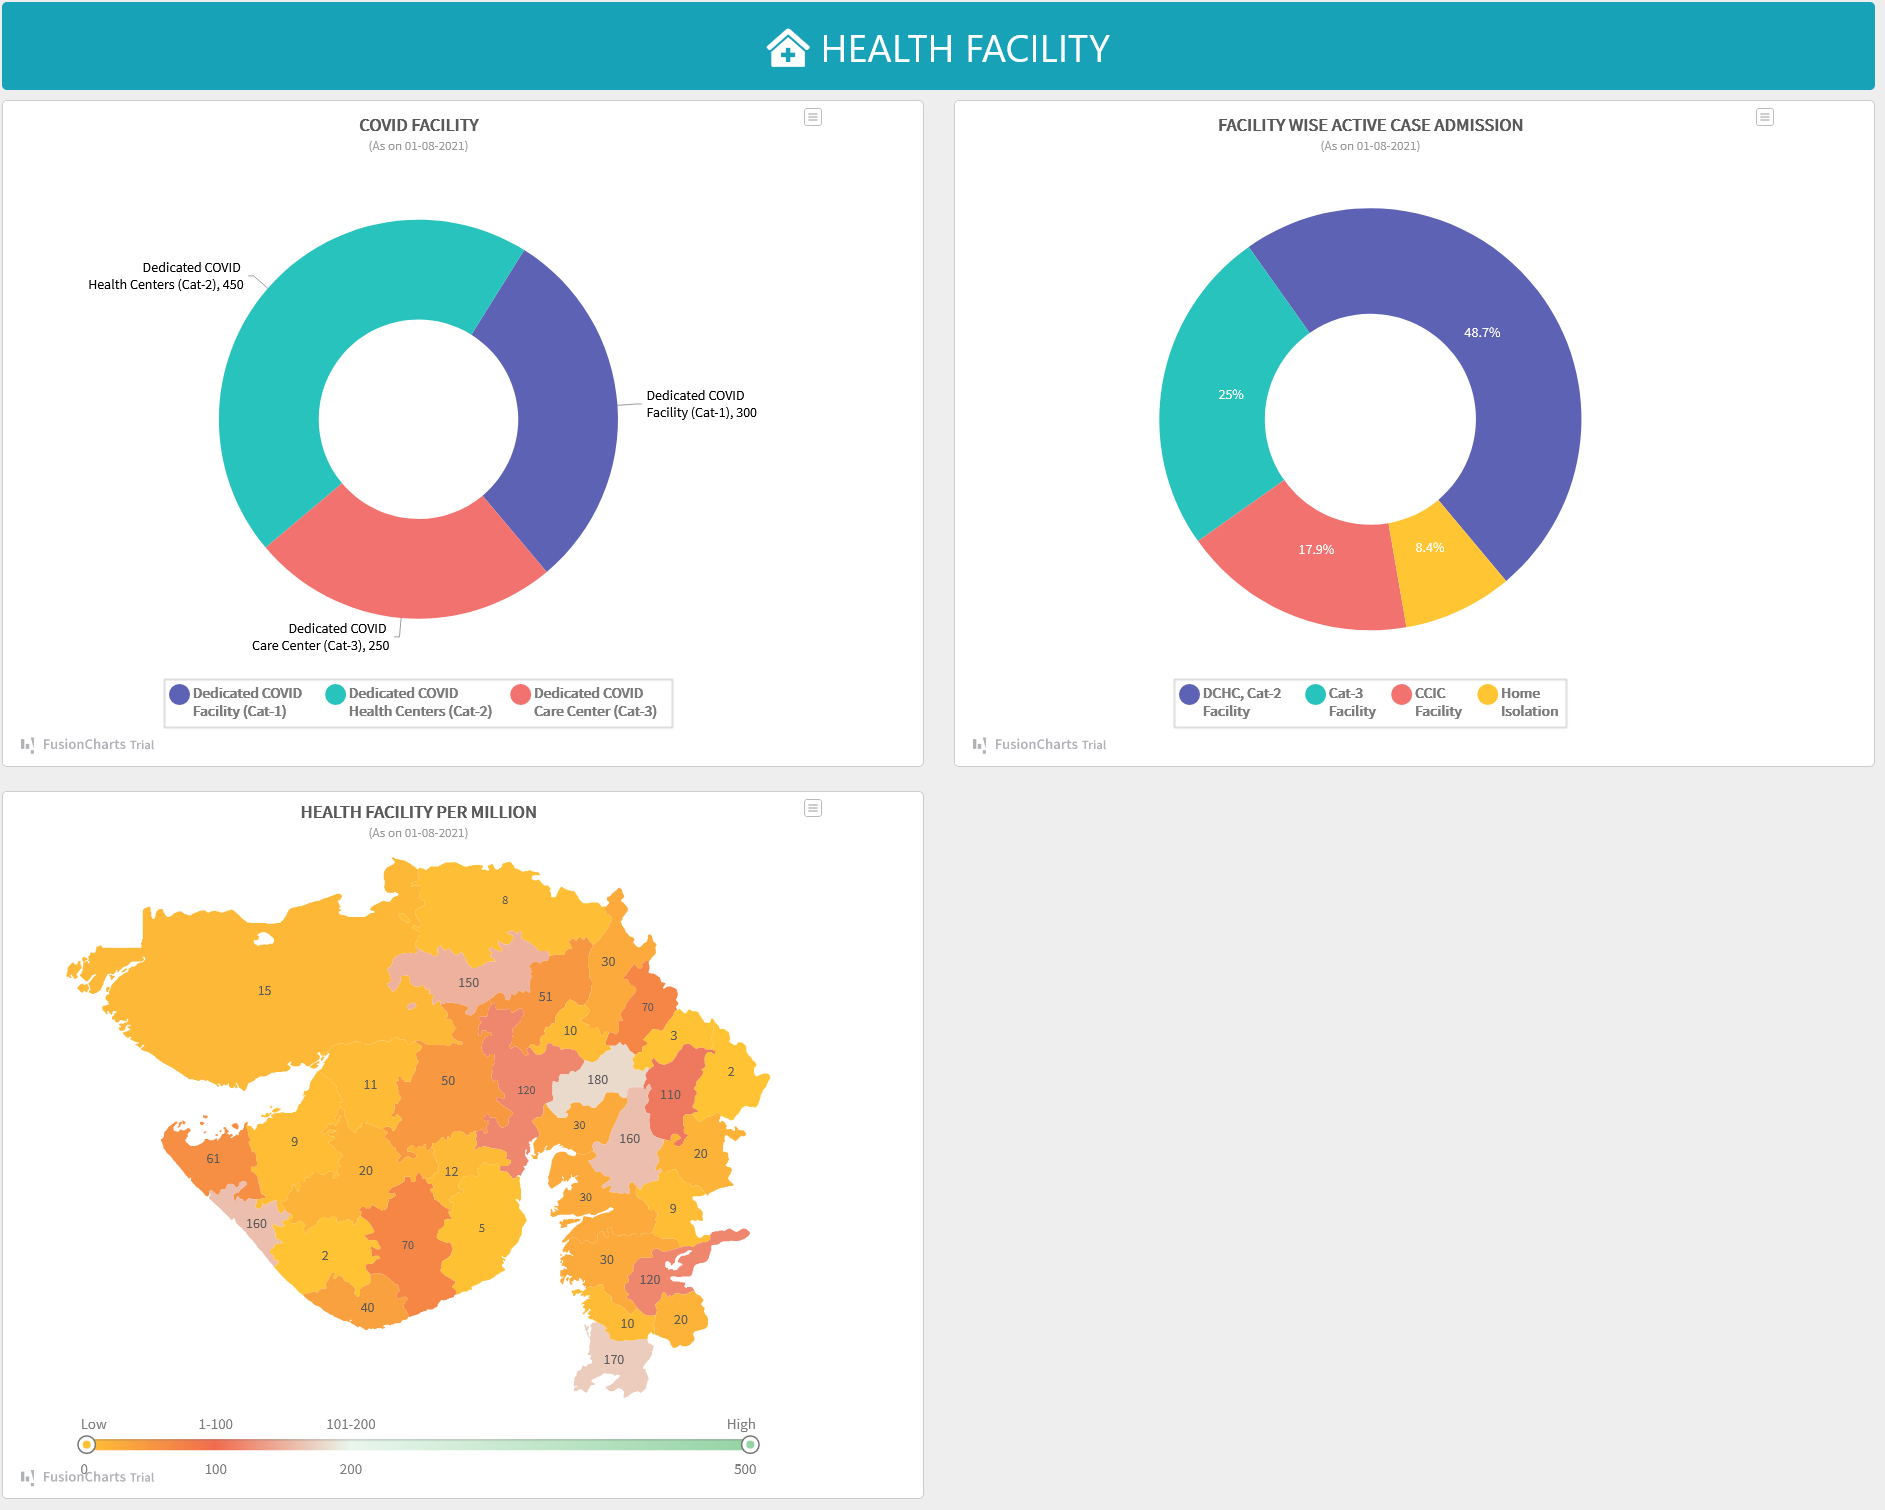 HEALTH FACILITY
COVID FACILITY
(As on 01-08-2021)
Dedicated COVID
Health Centers (Cat-2), 450
Dedicated COVID
Facility (Cat-1), 300
Dedicated COVID
Care Center (Cat-3), 250
Dedicated COVID
Facility (Cat-1)
Dedicated COVID
Health Centers (Cat-2)
Dedicated COVID
Care Center (Cat-3)
FusionCharts Trial
FACILITY WISE ACTIVE CASE ADMISSION
(As on 01-08-2021)
48.7%
25%
17.9%
8.4%
DCHC, Cat-2
Facility
Cat-3
Facility
CCIC
Facility
Home
Isolation
FusionCharts Trial
HEALTH FACILITY PER MILLION
(As on 01-08-2021)
8
30
150
15
51
70
10
3
2
180
50
11
120
110
30
160
9
20
61
20
12
30
9
160
5
70
2
30
120
40
20
10
170
Low 1-100 101-200 High
0 100 200 500
FusionCharts Trial